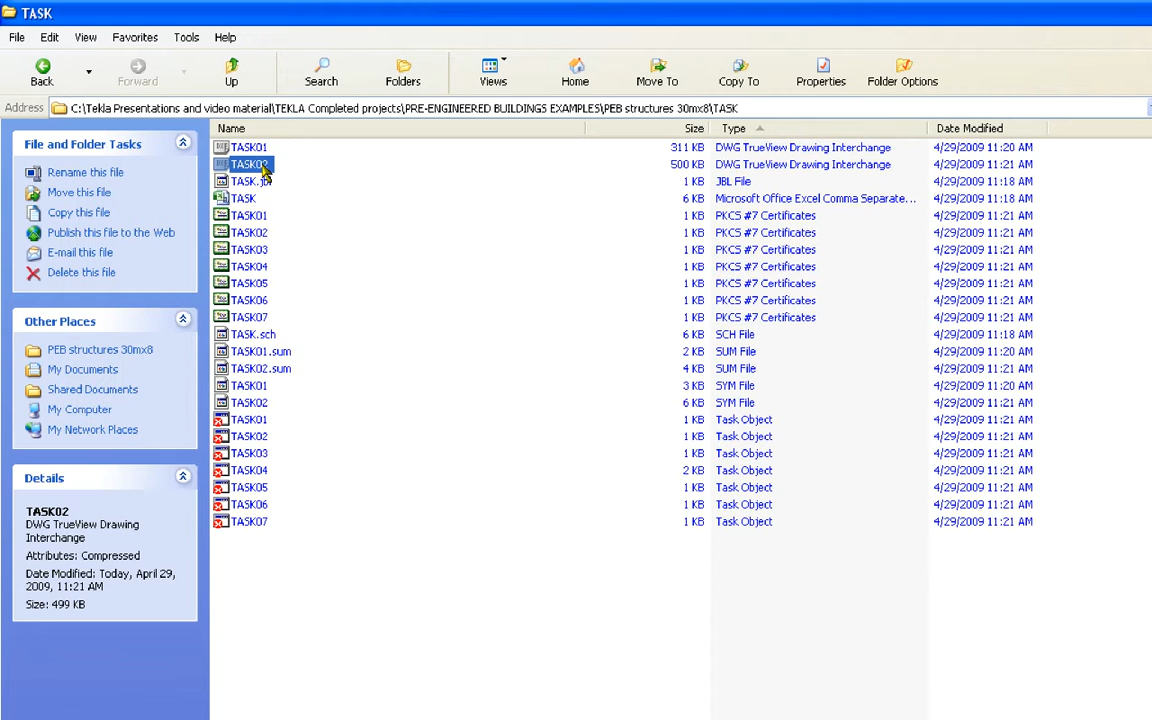 TASK
File Edit View Favorites Tools Help
Back Forward Up Search Folders Views Home Move To Copy To Properties Folder Options
Address C:\Tekla Presentations and video material\TEKLA Completed projects\PRE-ENGINEERED BUILDINGS EXAMPLES\PEB structures 30mx8\TASK
File and Folder Tasks
Rename this file
Move this file
Copy this file
Publish this file to the Web
E-mail this file
Delete this file
Other Places
PEB structures 30mx8
My Documents
Shared Documents
My Computer
My Network Places
Details
TASK02
DWG TrueView Drawing
Interchange
Attributes: Compressed
Date Modified: Today, April 29,
2009, 11:21 AM
Size: 499 KB
Name Size Type Date Modified
TASK01 311 KB DWG TrueView Drawing Interchange 4/29/2009 11:20 AM
TASK02 500 KB DWG TrueView Drawing Interchange 4/29/2009 11:21 AM
TASK.jbl 1 KB JBL File 4/29/2009 11:18 AM
TASK 6 KB Microsoft Office Excel Comma Separate... 4/29/2009 11:18 AM
TASK01 1 KB PKCS #7 Certificates 4/29/2009 11:21 AM
TASK02 1 KB PKCS #7 Certificates 4/29/2009 11:21 AM
TASK03 1 KB PKCS #7 Certificates 4/29/2009 11:21 AM
TASK04 1 KB PKCS #7 Certificates 4/29/2009 11:21 AM
TASK05 1 KB PKCS #7 Certificates 4/29/2009 11:21 AM
TASK06 1 KB PKCS #7 Certificates 4/29/2009 11:21 AM
TASK07 1 KB PKCS #7 Certificates 4/29/2009 11:21 AM
TASK.sch 6 KB SCH File 4/29/2009 11:18 AM
TASK01.sum 2 KB SUM File 4/29/2009 11:20 AM
TASK02.sum 4 KB SUM File 4/29/2009 11:21 AM
TASK01 3 KB SYM File 4/29/2009 11:20 AM
TASK02 6 KB SYM File 4/29/2009 11:21 AM
TASK01 1 KB Task Object 4/29/2009 11:21 AM
TASK02 1 KB Task Object 4/29/2009 11:21 AM
TASK03 1 KB Task Object 4/29/2009 11:21 AM
TASK04 2 KB Task Object 4/29/2009 11:21 AM
TASK05 1 KB Task Object 4/29/2009 11:21 AM
TASK06 1 KB Task Object 4/29/2009 11:21 AM
TASK07 1 KB Task Object 4/29/2009 11:21 AM